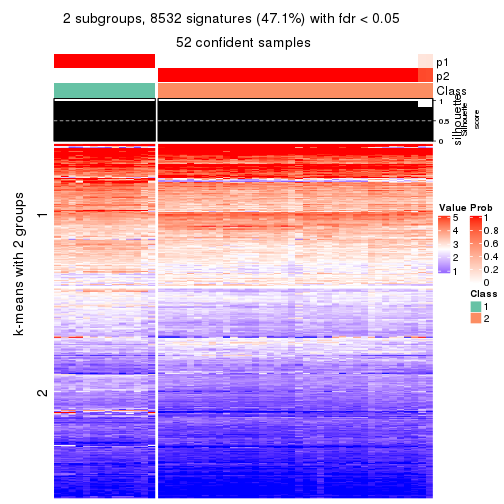 2 subgroups, 8532 signatures (47.1%) with fdr < 0.05
52 confident samples
p1
p2
Class
silhouette
1
0.5
0
Silhouette
score
k-means with 2 groups
1
2
Value
5
4
3
2
1
Prob
1
0.8
0.6
0.4
0.2
0
Class
1
2